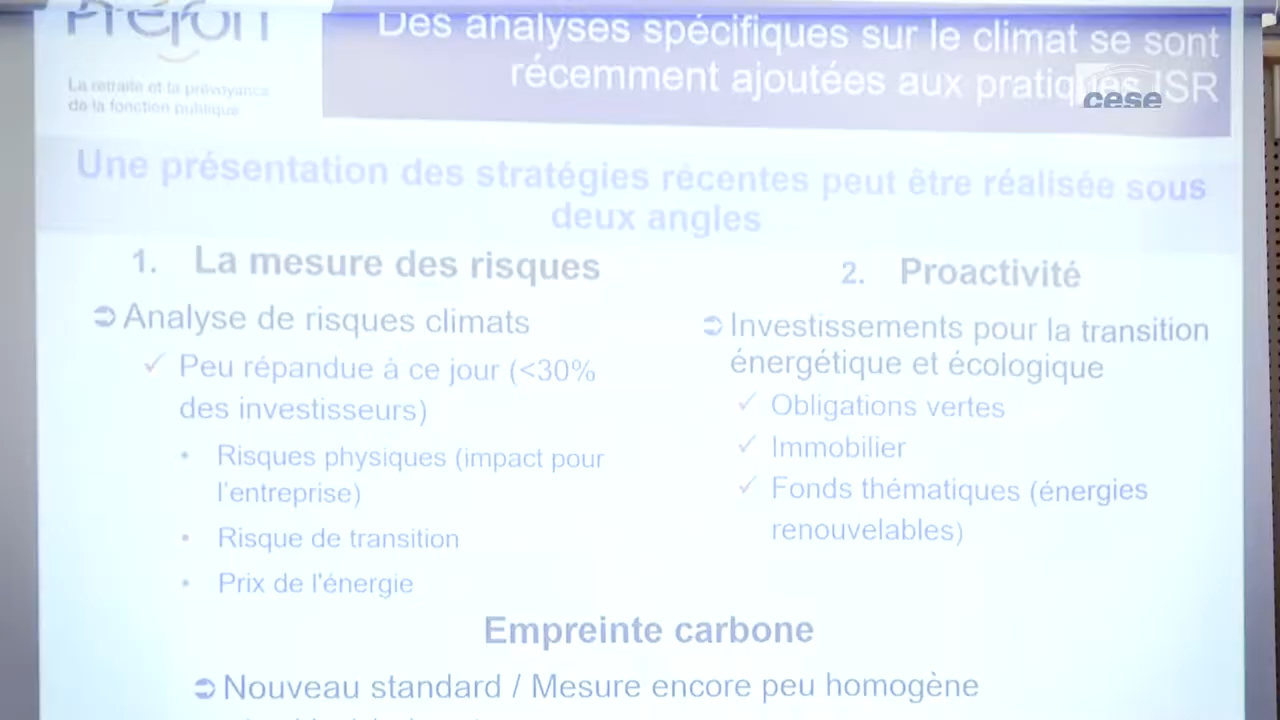 Préfon
La retraite et la prévoyance
de la fonction publique
Des analyses spécifiques sur le climat se sont
récemment ajoutées aux pratiques ISR
cese
Une présentation des stratégies récentes peut être réalisée sous
deux angles
1. La mesure des risques
➲ Analyse de risques climats
✓ Peu répandue à ce jour (<30%
des investisseurs)
• Risques physiques (impact pour
l'entreprise)
• Risque de transition
• Prix de l'énergie
2. Proactivité
➲ Investissements pour la transition
énergétique et écologique
✓ Obligations vertes
✓ Immobilier
✓ Fonds thématiques (énergies
renouvelables)
Empreinte carbone
➲ Nouveau standard / Mesure encore peu homogène